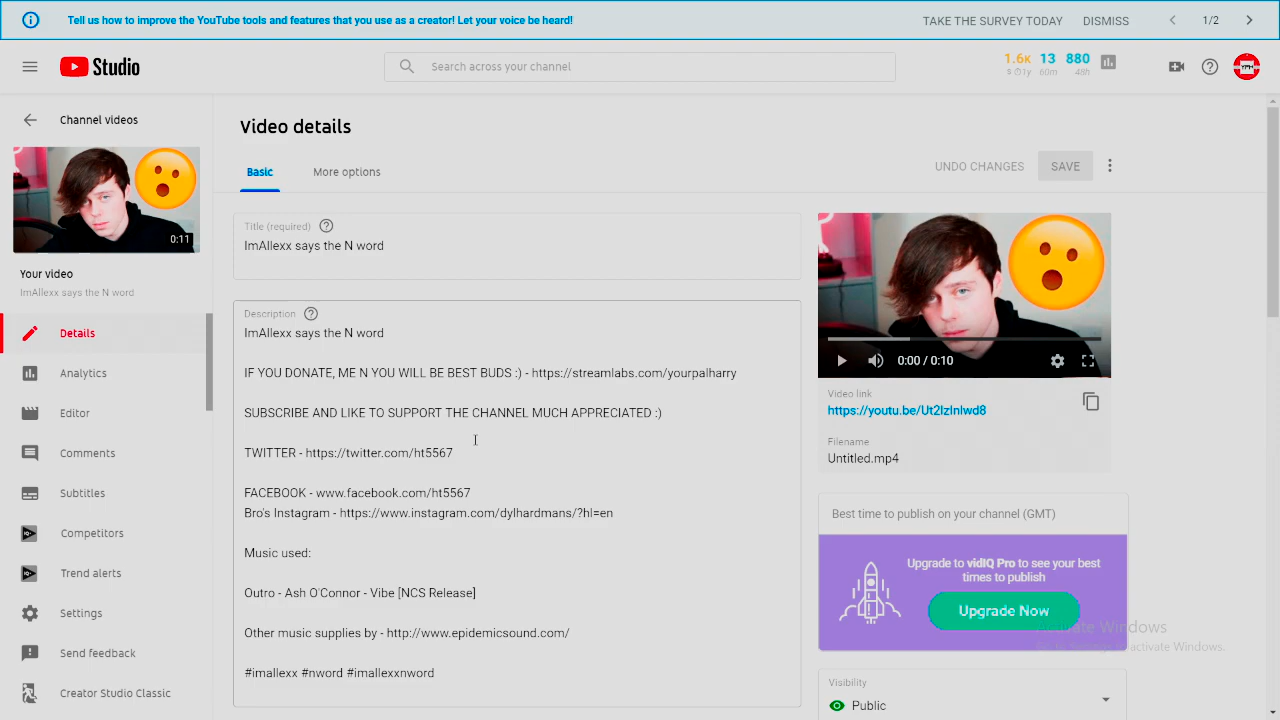 Tell us how to improve the YouTube tools and features that you use as a creator! Let your voice be heard!
TAKE THE SURVEY TODAY
DISMISS
1/2
Studio
Search across your channel
1.6K 13 880
60m 48h
Channel videos
0:11
Your video
ImAllexx says the N word
Details
Analytics
Editor
Comments
Subtitles
Competitors
Trend alerts
Settings
Send feedback
Creator Studio Classic
Video details
Basic
More options
UNDO CHANGES
SAVE
Title (required)
ImAllexx says the N word
Description
ImAllexx says the N word
IF YOU DONATE, ME N YOU WILL BE BEST BUDS :) - https://streamlabs.com/yourpalharry
SUBSCRIBE AND LIKE TO SUPPORT THE CHANNEL MUCH APPRECIATED :)
TWITTER - https://twitter.com/ht5567
FACEBOOK - www.facebook.com/ht5567
Bro's Instagram - https://www.instagram.com/dylhardmans/?hl=en
Music used:
Outro - Ash O'Connor - Vibe [NCS Release]
Other music supplies by - http://www.epidemicsound.com/
#imallexx #nword #imallexxnword
0:00 / 0:10
Video link
Filename
Untitled.mp4
Best time to publish on your channel (GMT)
Upgrade to vidIQ Pro to see your best
times to publish
Upgrade Now
Activate Windows
Activate Windows.
Visibility
Public